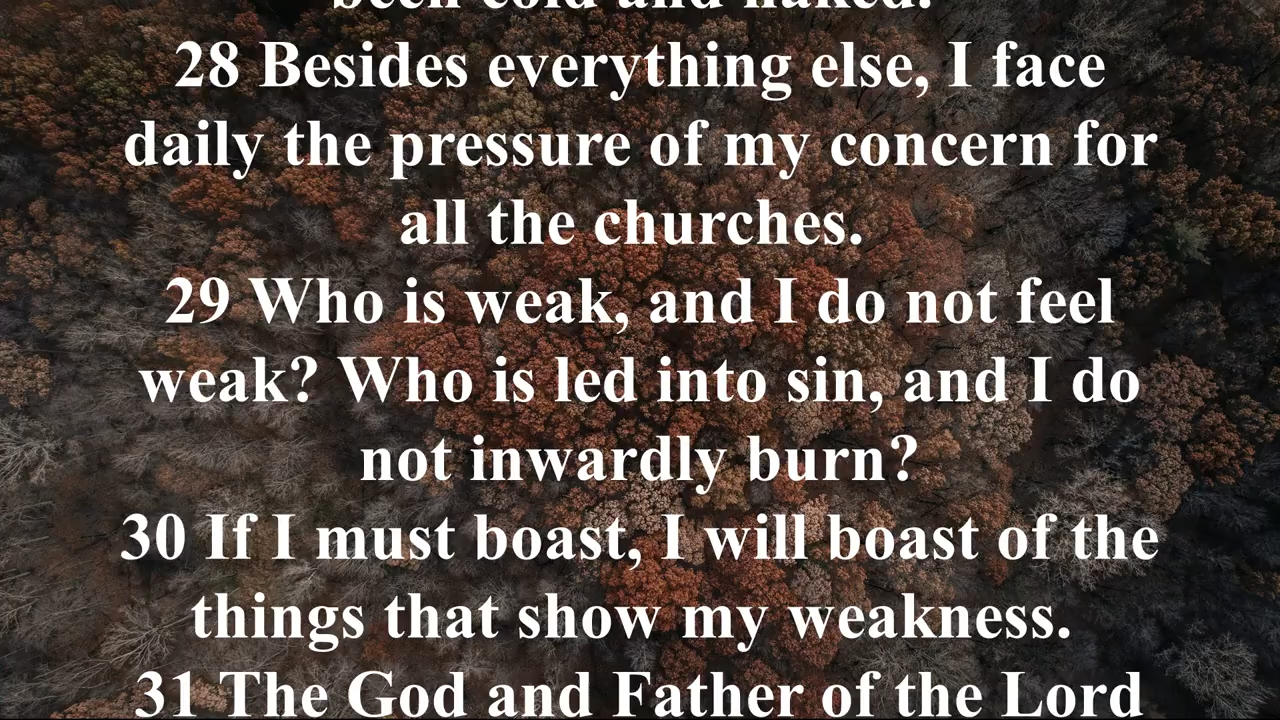 been cold and naked.
28 Besides everything else, I face
daily the pressure of my concern for
all the churches.
29 Who is weak, and I do not feel
weak? Who is led into sin, and I do
not inwardly burn?
30 If I must boast, I will boast of the
things that show my weakness.
31 The God and Father of the Lord